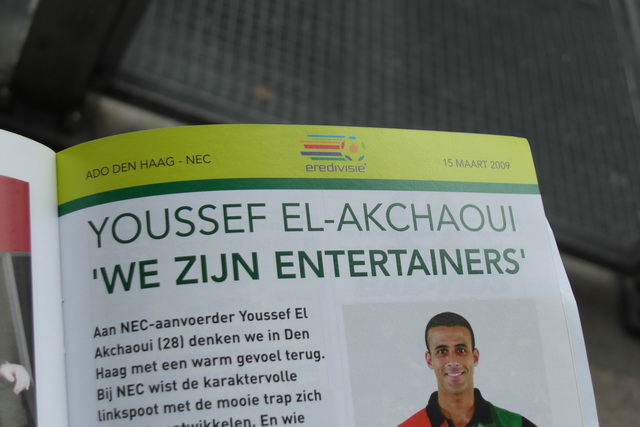 ADO DEN HAAG - NEC
eredivisie
15 MAART 2009
YOUSSEF EL-AKCHAOUI
'WE ZIJN ENTERTAINERS'
Aan NEC-aanvoerder Youssef El
Akchaoui (28) denken we in Den
Haag met een warm gevoel terug.
Bij NEC wist de karaktervolle
linkspoot met de mooie trap zich
ontwikkelen. En wie